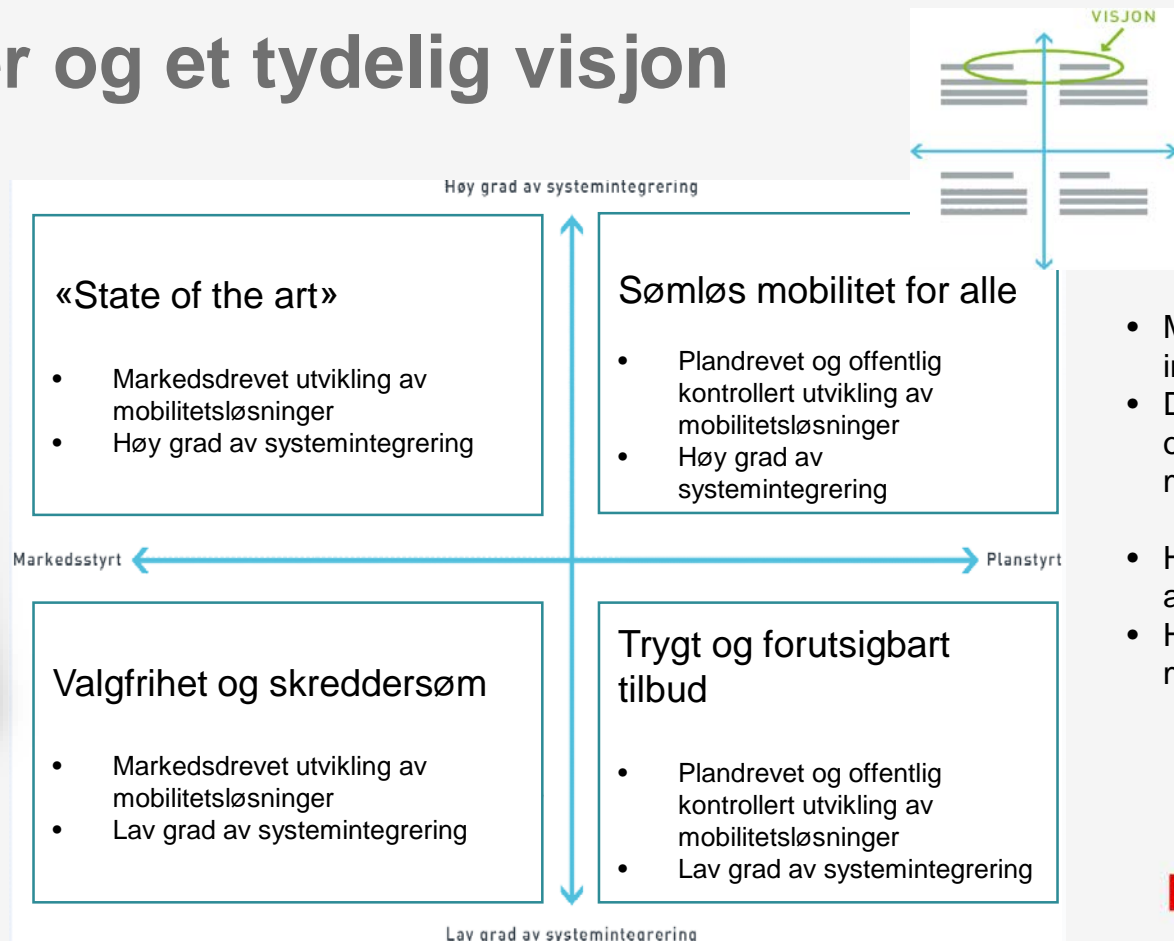 VISJON
og et tydelig visjon
Høy grad av systemintegrering
«State of the art»
• Markedsdrevet utvikling av
mobilitetsløsninger
• Høy grad av systemintegrering
Sømløs mobilitet for alle
• Plandrevet og offentlig
kontrollert utvikling av
mobilitetsløsninger
• Høy grad av
systemintegrering
Markedsstyrt
Planstyrt
Valgfrihet og skreddersøm
• Markedsdrevet utvikling av
mobilitetsløsninger
• Lav grad av systemintegrering
Trygt og forutsigbart
tilbud
• Plandrevet og offentlig
kontrollert utvikling av
mobilitetsløsninger
• Lav grad av systemintegrering
Lav grad av systemintegrering